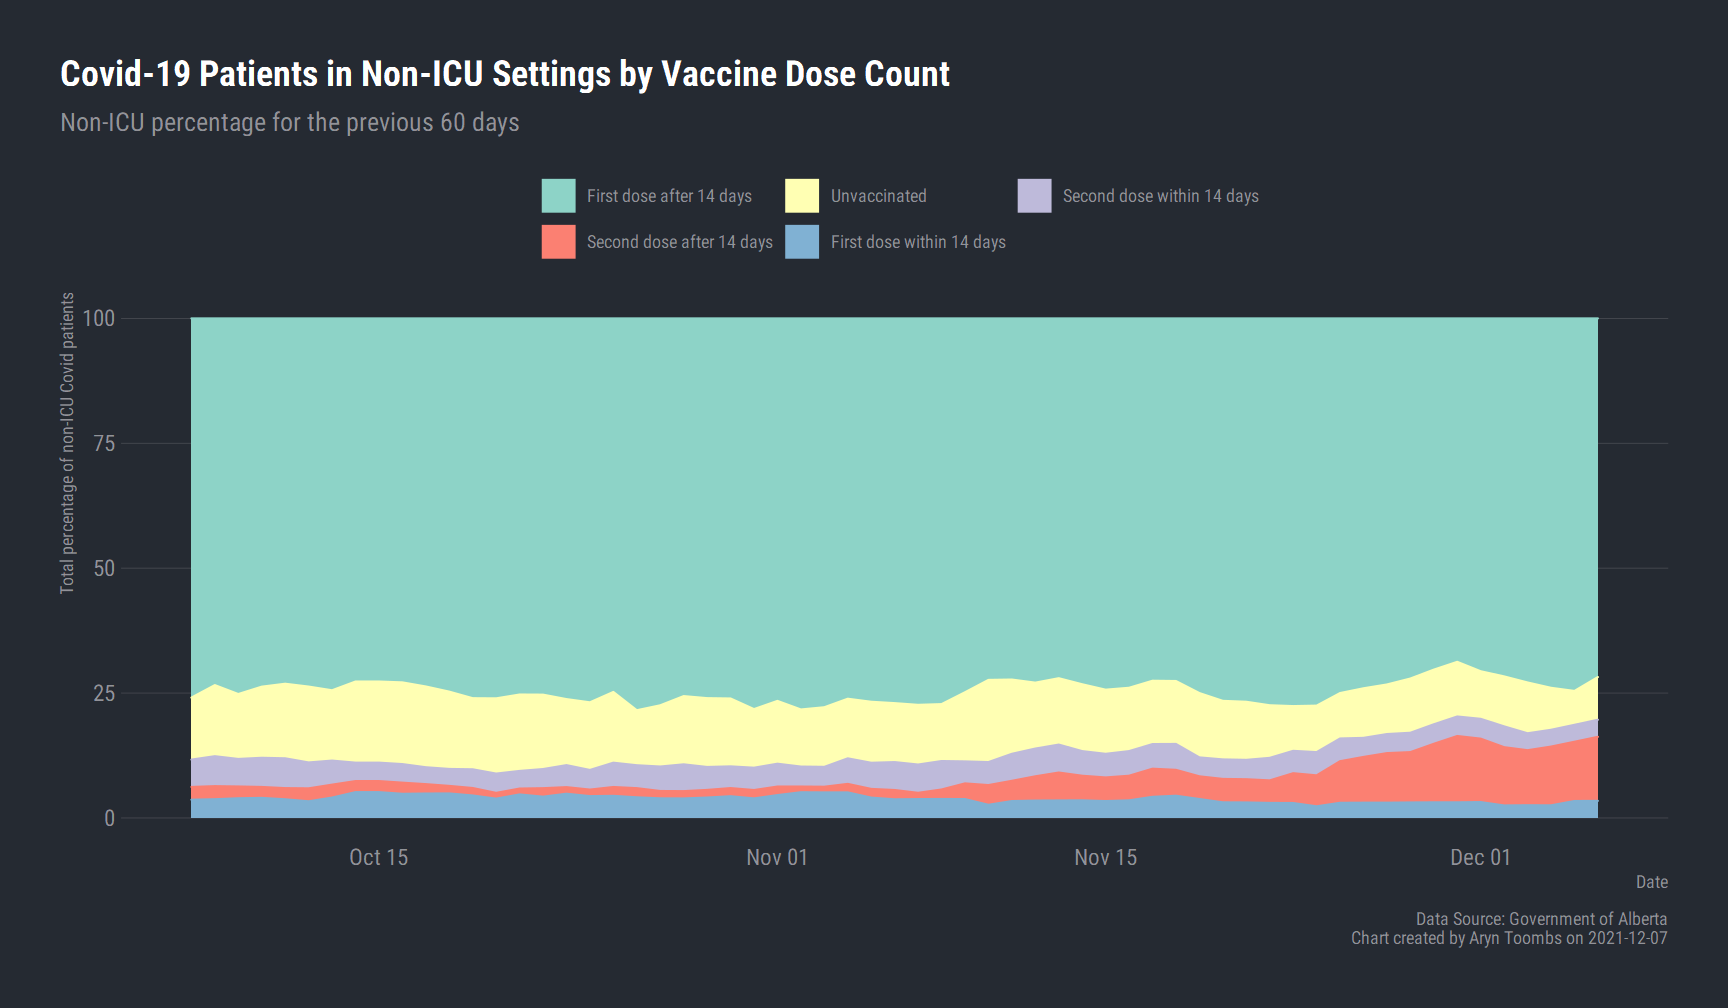 Covid-19 Patients in Non-ICU Settings by Vaccine Dose Count
Non-ICU percentage for the previous 60 days
First dose after 14 days
Unvaccinated
Second dose within 14 days
Second dose after 14 days
First dose within 14 days
Total percentage of non-ICU Covid patients
100
75
50
25
0
Oct 15
Nov 01
Nov 15
Dec 01
Date
Data Source: Government of Alberta
Chart created by Aryn Toombs on 2021-12-07